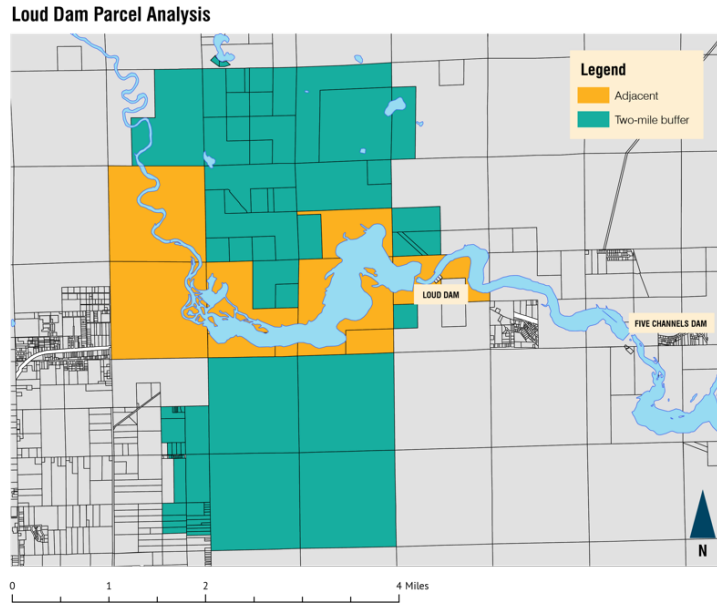 Loud Dam Parcel Analysis
Legend
Adjacent
Two-mile buffer
LOUD DAM
FIVE CHANNELS DAM
N
0 1 2 4 Miles